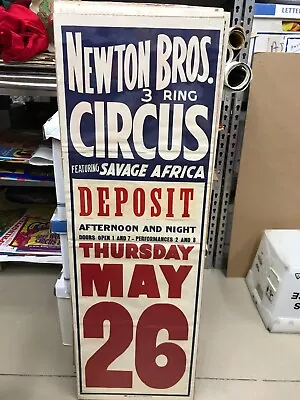 NEWTON BROS.
3 RING
CIRCUS
FEATURING SAVAGE AFRICA
DEPOSIT
AFTERNOON AND NIGHT
DOORS OPEN 1 AND 7 - PERFORMANCES 2 AND 8
THURSDAY
MAY
26
LETTER